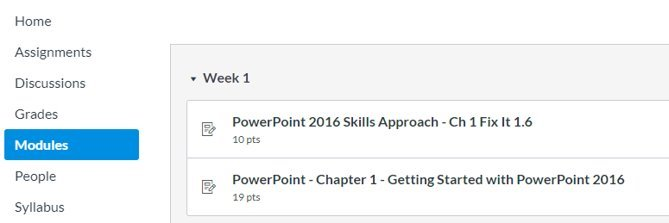 Home
Assignments
Discussions
Grades
Modules
People
Syllabus
Week 1
PowerPoint 2016 Skills Approach - Ch 1 Fix It 1.6
10 pts
PowerPoint - Chapter 1 - Getting Started with PowerPoint 2016
19 pts